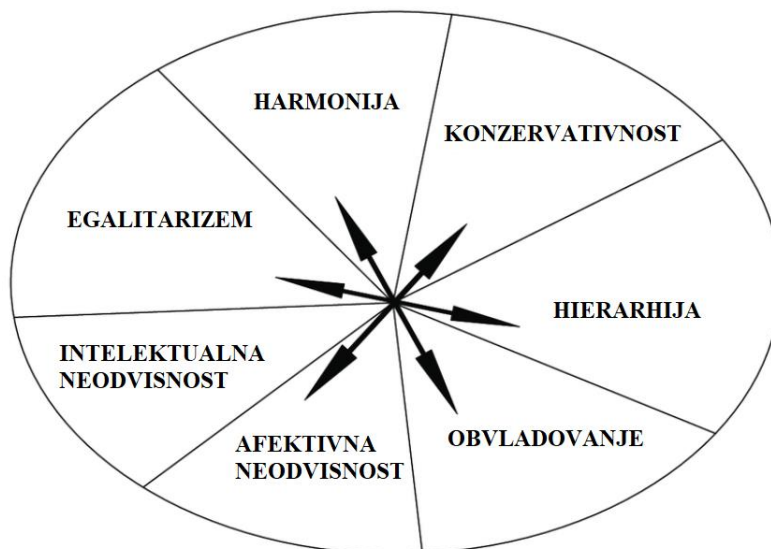 HARMONIJA
KONZERVATIVNOST
EGALITARIZEM
HIERARHIJA
INTELEKTUALNA
NEODVISNOST
AFEKTIVNA
NEODVISNOST
OBVLADOVANJE